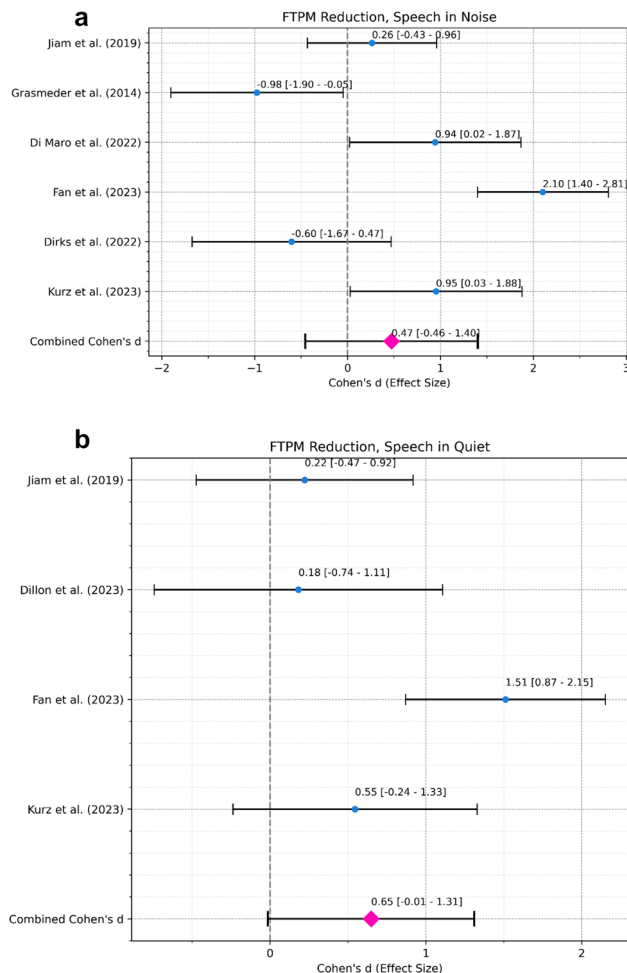 a
FTPM Reduction, Speech in Noise
Jiam et al. (2019)
0.26 [-0.43 - 0.96]
Grasmeder et al. (2014)
-0.98 [-1.90 - -0.05]
Di Maro et al. (2022)
0.94 [0.02 - 1.87]
Fan et al. (2023)
2.10 [1.40 - 2.81]
Dirks et al. (2022)
-0.60 [-1.67 - 0.47]
Kurz et al. (2023)
0.95 [0.03 - 1.88]
Combined Cohen's d
0.47 [-0.46 - 1.40]
−2 −1 0 1 2 3
Cohen's d (Effect Size)
b
FTPM Reduction, Speech in Quiet
Jiam et al. (2019)
0.22 [-0.47 - 0.92]
Dillon et al. (2023)
0.18 [-0.74 - 1.11]
Fan et al. (2023)
1.51 [0.87 - 2.15]
Kurz et al. (2023)
0.55 [-0.24 - 1.33]
Combined Cohen's d
0.65 [-0.01 - 1.31]
0 1 2
Cohen's d (Effect Size)